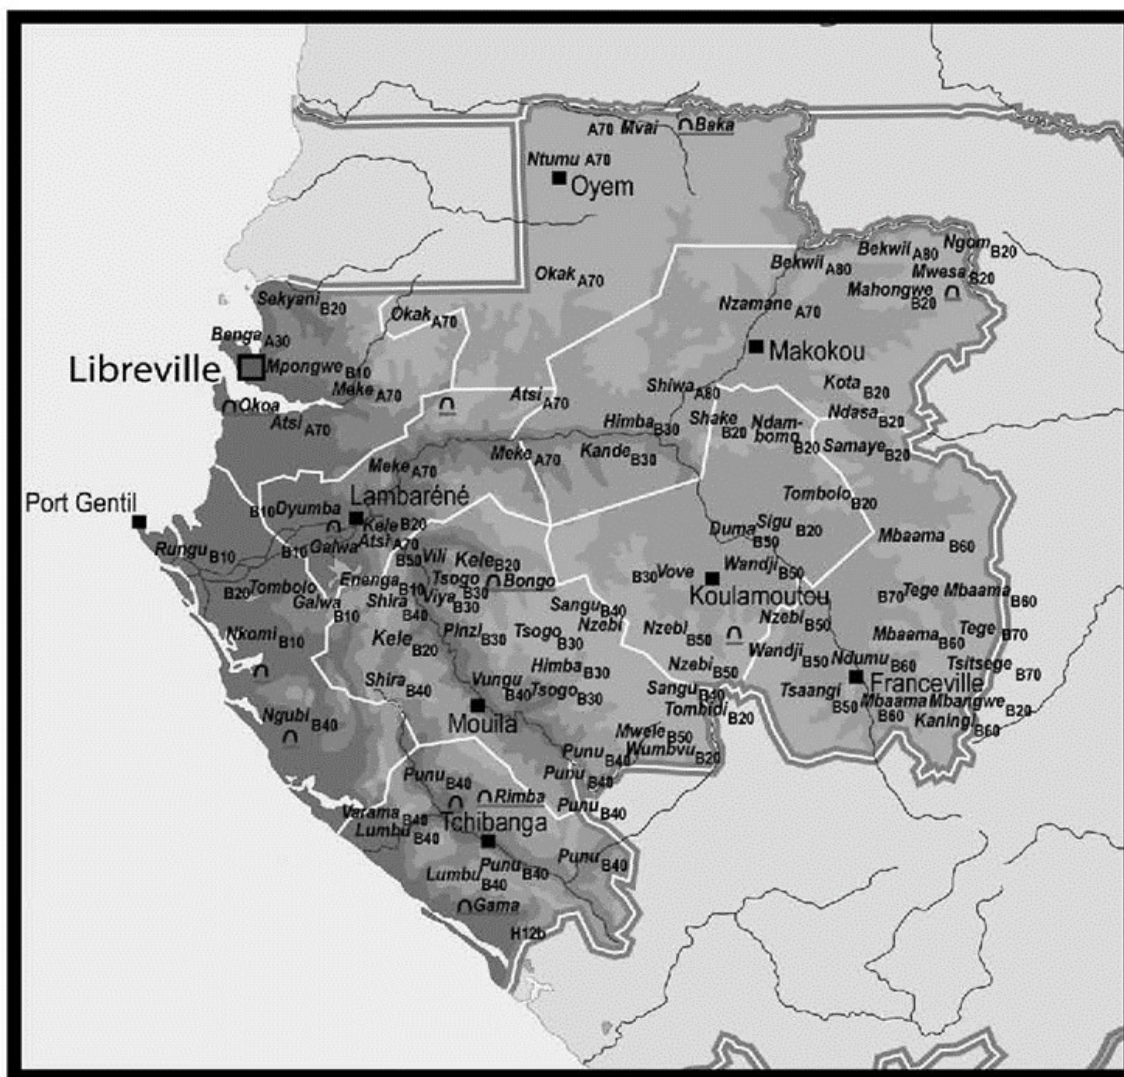 A70 Mvai
Baka
Ntumu A70
Oyem
Okak A70
Bekwil A80
Bekwil A80
Ngom B20
Mwesa B20
Mahongwe B20
Nzamane A70
Sekyani B20
Okak A70
Benga A30
Libreville
Mpongwe B10
Makokou
Meke A70
Okoa
Atsi A70
Atsi A70
Shiwa A80
Kota B20
Ndasa B20
Himba B30
Shake B20
Ndam-
bomo B20
Samaye B20
Meke A70
Meke A70
Kande B30
Port Gentil
Lambaréné
B10 Dyumba
Kele B20
Tombolo B20
Duma B50
Sigu B20
Mbaama B60
Rungu B10
B10 Galwa
Atsi A70
B50 Vili
Kele B20
Wandji B50
B30 Vove
Koulamoutou
B20 Tombolo
Enenga B10
Tsogo B30
Bongo
Galwa B10
Shira B40
Viya B30
Sangu B40
Nzebi
B70 Tege
Mbaama B60
Nkomi B10
Kele B20
Pinzi B30
Tsogo B30
Nzebi B50
Nzebi B50
Mbaama B60
Tege B70
Himba B30
Nzebi B50
Wandji B50
Ndumu B60
Tsitsege B70
Shira B40
Vungu B40
Tsogo B30
Sangu B40
Tsaangi B50
Franceville
Mouila
Tombidi B20
Mbaama B60
Mbangwe B20
Ngubi B40
Kaningi B60
Mwele B50
Punu B40
Wumbvu B20
Punu B40
Punu B40
Rimba
Punu B40
Varama B40
Lumbu B40
Tchibanga
Punu B40
Punu B40
Lumbu B40
Gama
H12b